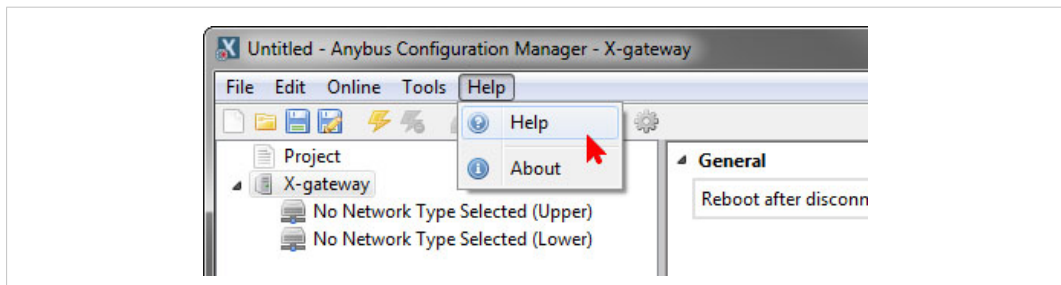 Untitled - Anybus Configuration Manager - X-gateway
File Edit Online Tools Help
Help
About
Project
X-gateway
No Network Type Selected (Upper)
No Network Type Selected (Lower)
General
Reboot after disconn